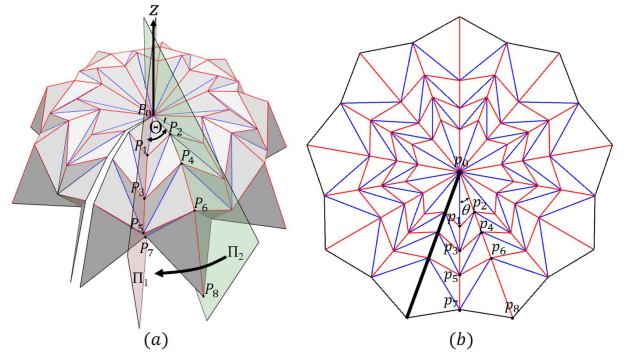 Z
P₀
Θ′
P₂
P₁
P₄
P₃
P₆
P₅
P₇
Π₁
Π₂
P₈
(a)
p₀
θ
p₂
p₁
p₄
p₃
p₆
p₅
p₇
p₈
(b)